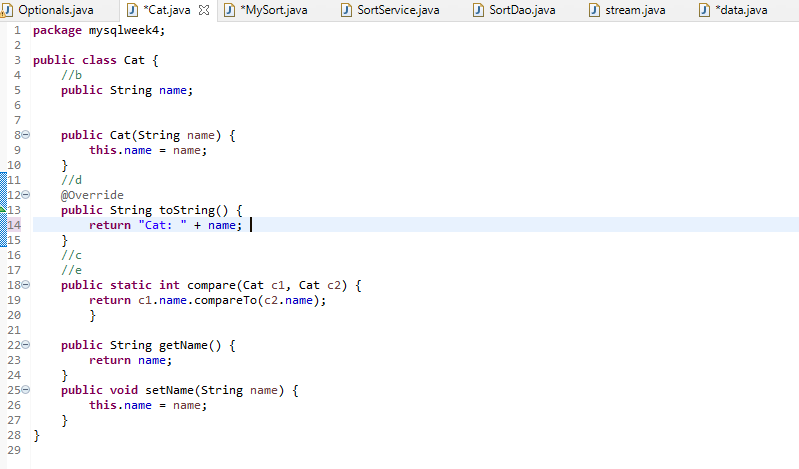 Optionals.java *Cat.java *MySort.java SortService.java SortDao.java stream.java *data.java
1 package mysqlweek4;
2
3 public class Cat {
4 //b
5 public String name;
6
7
8 public Cat(String name) {
9 this.name = name;
10 }
11 //d
12 @Override
13 public String toString() {
14 return "Cat: " + name;
15 }
16 //c
17 //e
18 public static int compare(Cat c1, Cat c2) {
19 return c1.name.compareTo(c2.name);
20 }
21
22 public String getName() {
23 return name;
24 }
25 public void setName(String name) {
26 this.name = name;
27 }
28 }
29